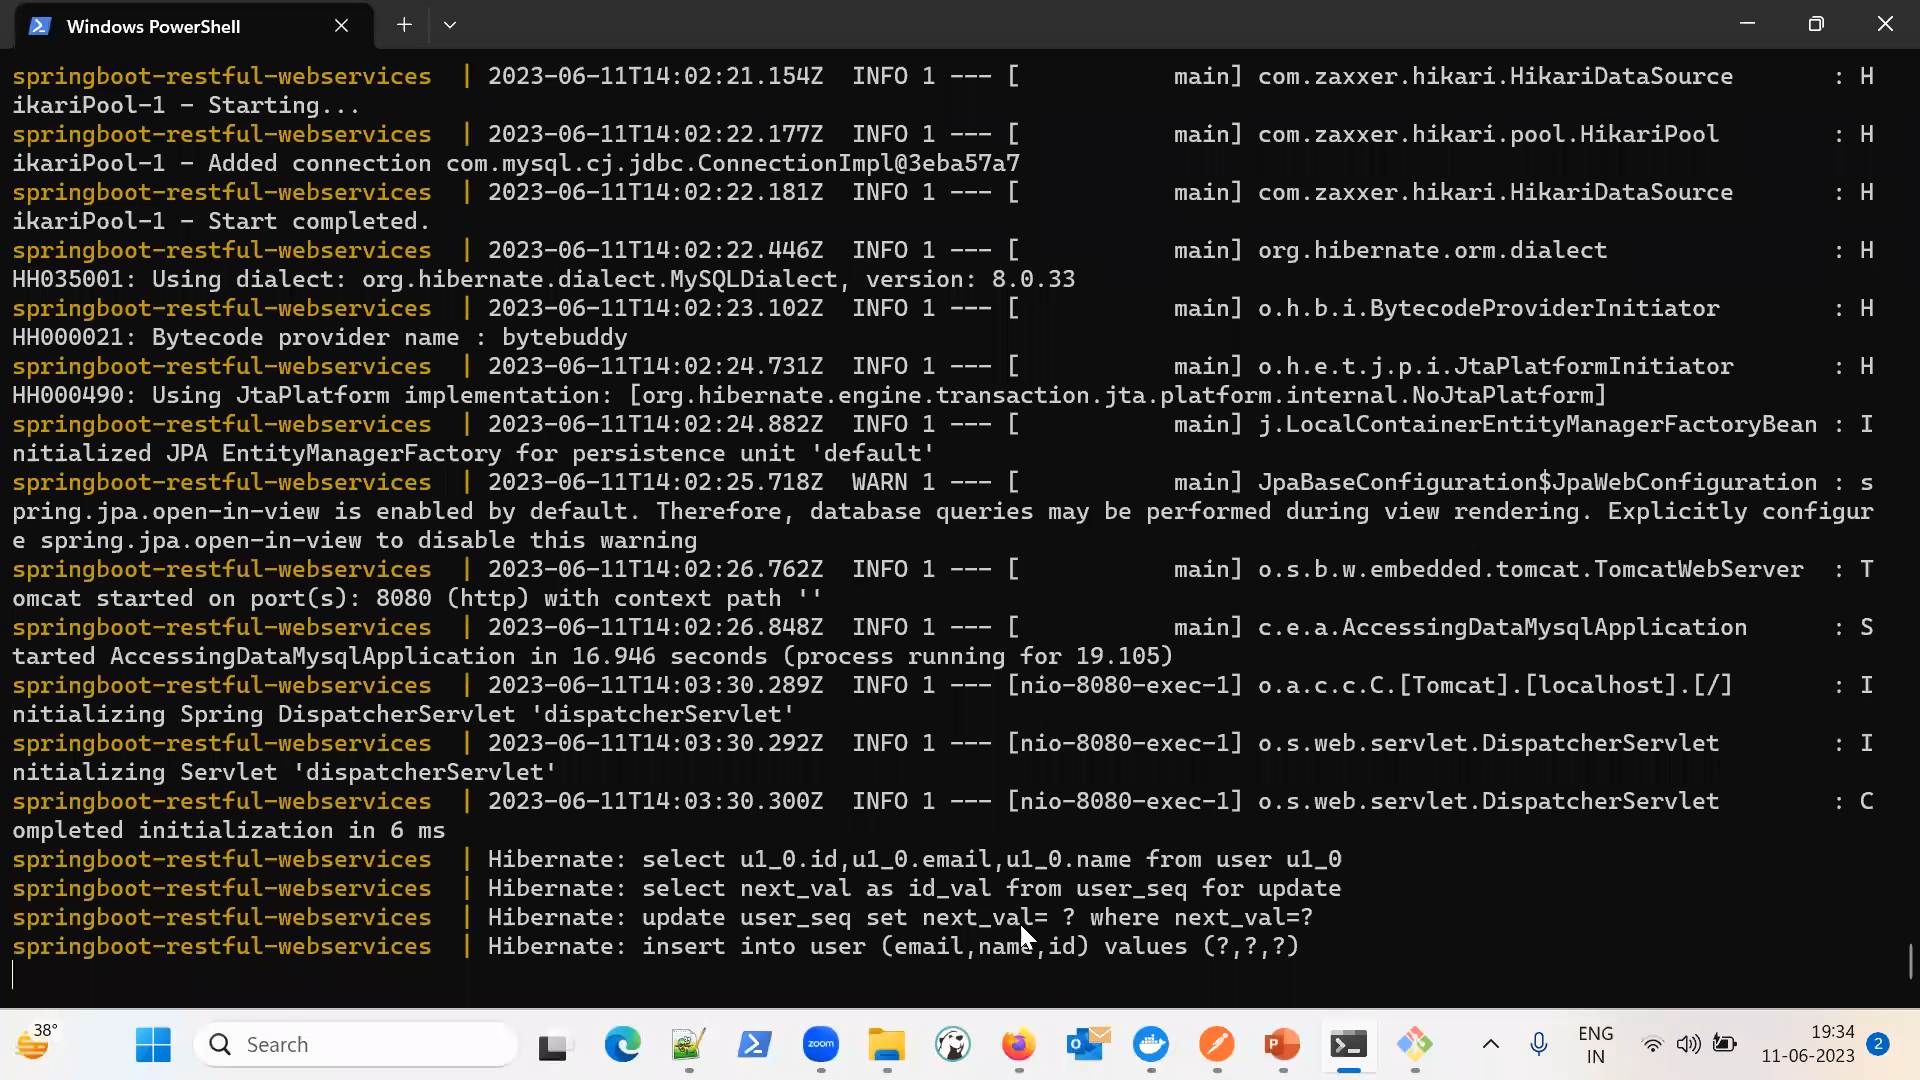 Windows PowerShell
springboot-restful-webservices  | 2023-06-11T14:02:21.154Z  INFO 1 --- [           main] com.zaxxer.hikari.HikariDataSource       : H
ikariPool-1 - Starting...
springboot-restful-webservices  | 2023-06-11T14:02:22.177Z  INFO 1 --- [           main] com.zaxxer.hikari.pool.HikariPool        : H
ikariPool-1 - Added connection com.mysql.cj.jdbc.ConnectionImpl@3eba57a7
springboot-restful-webservices  | 2023-06-11T14:02:22.181Z  INFO 1 --- [           main] com.zaxxer.hikari.HikariDataSource       : H
ikariPool-1 - Start completed.
springboot-restful-webservices  | 2023-06-11T14:02:22.446Z  INFO 1 --- [           main] org.hibernate.orm.dialect                : H
HH035001: Using dialect: org.hibernate.dialect.MySQLDialect, version: 8.0.33
springboot-restful-webservices  | 2023-06-11T14:02:23.102Z  INFO 1 --- [           main] o.h.b.i.BytecodeProviderInitiator        : H
HH000021: Bytecode provider name : bytebuddy
springboot-restful-webservices  | 2023-06-11T14:02:24.731Z  INFO 1 --- [           main] o.h.e.t.j.p.i.JtaPlatformInitiator       : H
HH000490: Using JtaPlatform implementation: [org.hibernate.engine.transaction.jta.platform.internal.NoJtaPlatform]
springboot-restful-webservices  | 2023-06-11T14:02:24.882Z  INFO 1 --- [           main] j.LocalContainerEntityManagerFactoryBean : I
nitialized JPA EntityManagerFactory for persistence unit 'default'
springboot-restful-webservices  | 2023-06-11T14:02:25.718Z  WARN 1 --- [           main] JpaBaseConfiguration$JpaWebConfiguration : s
pring.jpa.open-in-view is enabled by default. Therefore, database queries may be performed during view rendering. Explicitly configur
e spring.jpa.open-in-view to disable this warning
springboot-restful-webservices  | 2023-06-11T14:02:26.762Z  INFO 1 --- [           main] o.s.b.w.embedded.tomcat.TomcatWebServer  : T
omcat started on port(s): 8080 (http) with context path ''
springboot-restful-webservices  | 2023-06-11T14:02:26.848Z  INFO 1 --- [           main] c.e.a.AccessingDataMysqlApplication      : S
tarted AccessingDataMysqlApplication in 16.946 seconds (process running for 19.105)
springboot-restful-webservices  | 2023-06-11T14:03:30.289Z  INFO 1 --- [nio-8080-exec-1] o.a.c.c.C.[Tomcat].[localhost].[/]       : I
nitializing Spring DispatcherServlet 'dispatcherServlet'
springboot-restful-webservices  | 2023-06-11T14:03:30.292Z  INFO 1 --- [nio-8080-exec-1] o.s.web.servlet.DispatcherServlet        : I
nitializing Servlet 'dispatcherServlet'
springboot-restful-webservices  | 2023-06-11T14:03:30.300Z  INFO 1 --- [nio-8080-exec-1] o.s.web.servlet.DispatcherServlet        : C
ompleted initialization in 6 ms
springboot-restful-webservices  | Hibernate: select u1_0.id,u1_0.email,u1_0.name from user u1_0
springboot-restful-webservices  | Hibernate: select next_val as id_val from user_seq for update
springboot-restful-webservices  | Hibernate: update user_seq set next_val= ? where next_val=?
springboot-restful-webservices  | Hibernate: insert into user (email,name,id) values (?,?,?)
38°
Search
zoom
ENG
IN
19:34
11-06-2023
2